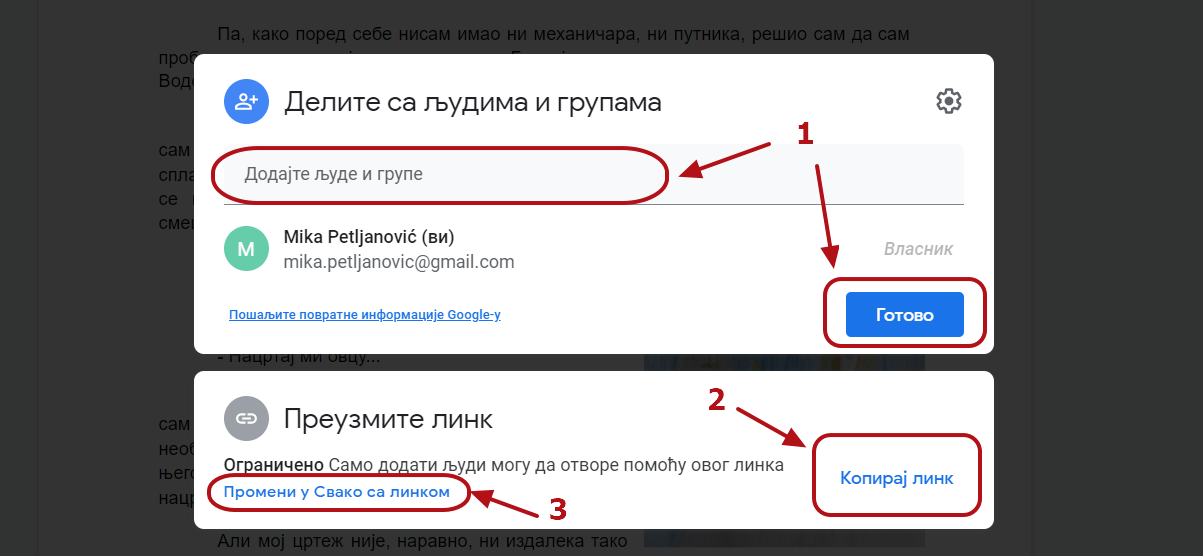 Па, како поред себе нисам имао ни механичара, ни путника, решио сам да сам
Делите са људима и групама
1
Додајте људе и групе
сам
се
M
Mika Petljanović (ви)
mika.petljanovic@gmail.com
Власник
Пошаљите повратне информације Google-у
Готово
- Нацртај ми овцу...
2
Преузмите линк
сам
Ограничено Само додати људи могу да отворе помоћу овог линка
Копирај линк
Промени у Свако са линком
3
Али мој цртеж није, наравно, ни издалека тако